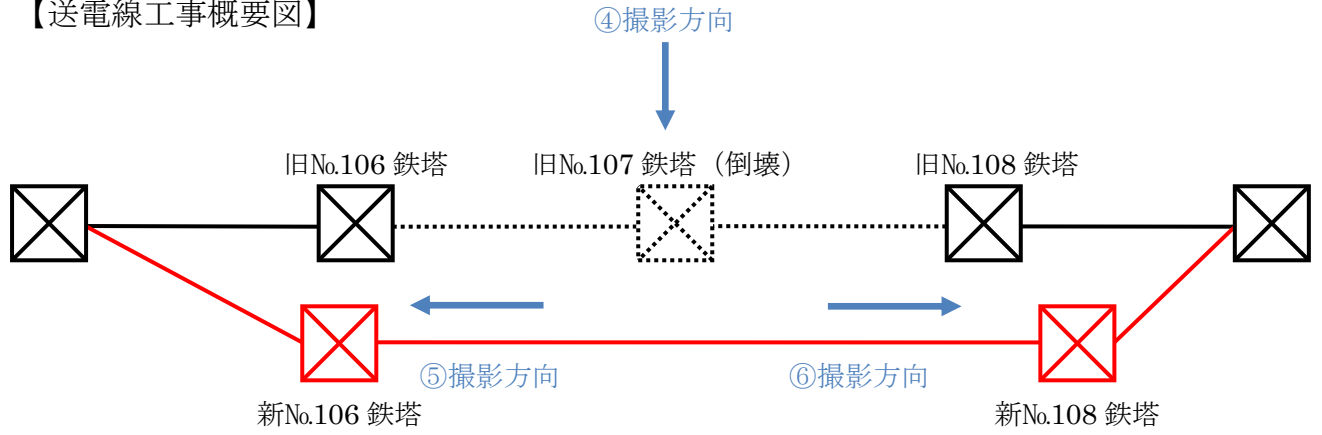 【送電線工事概要図】
④撮影方向
旧№106 鉄塔
旧№107 鉄塔（倒壊）
旧№108 鉄塔
⑤撮影方向
⑥撮影方向
新№106 鉄塔
新№108 鉄塔